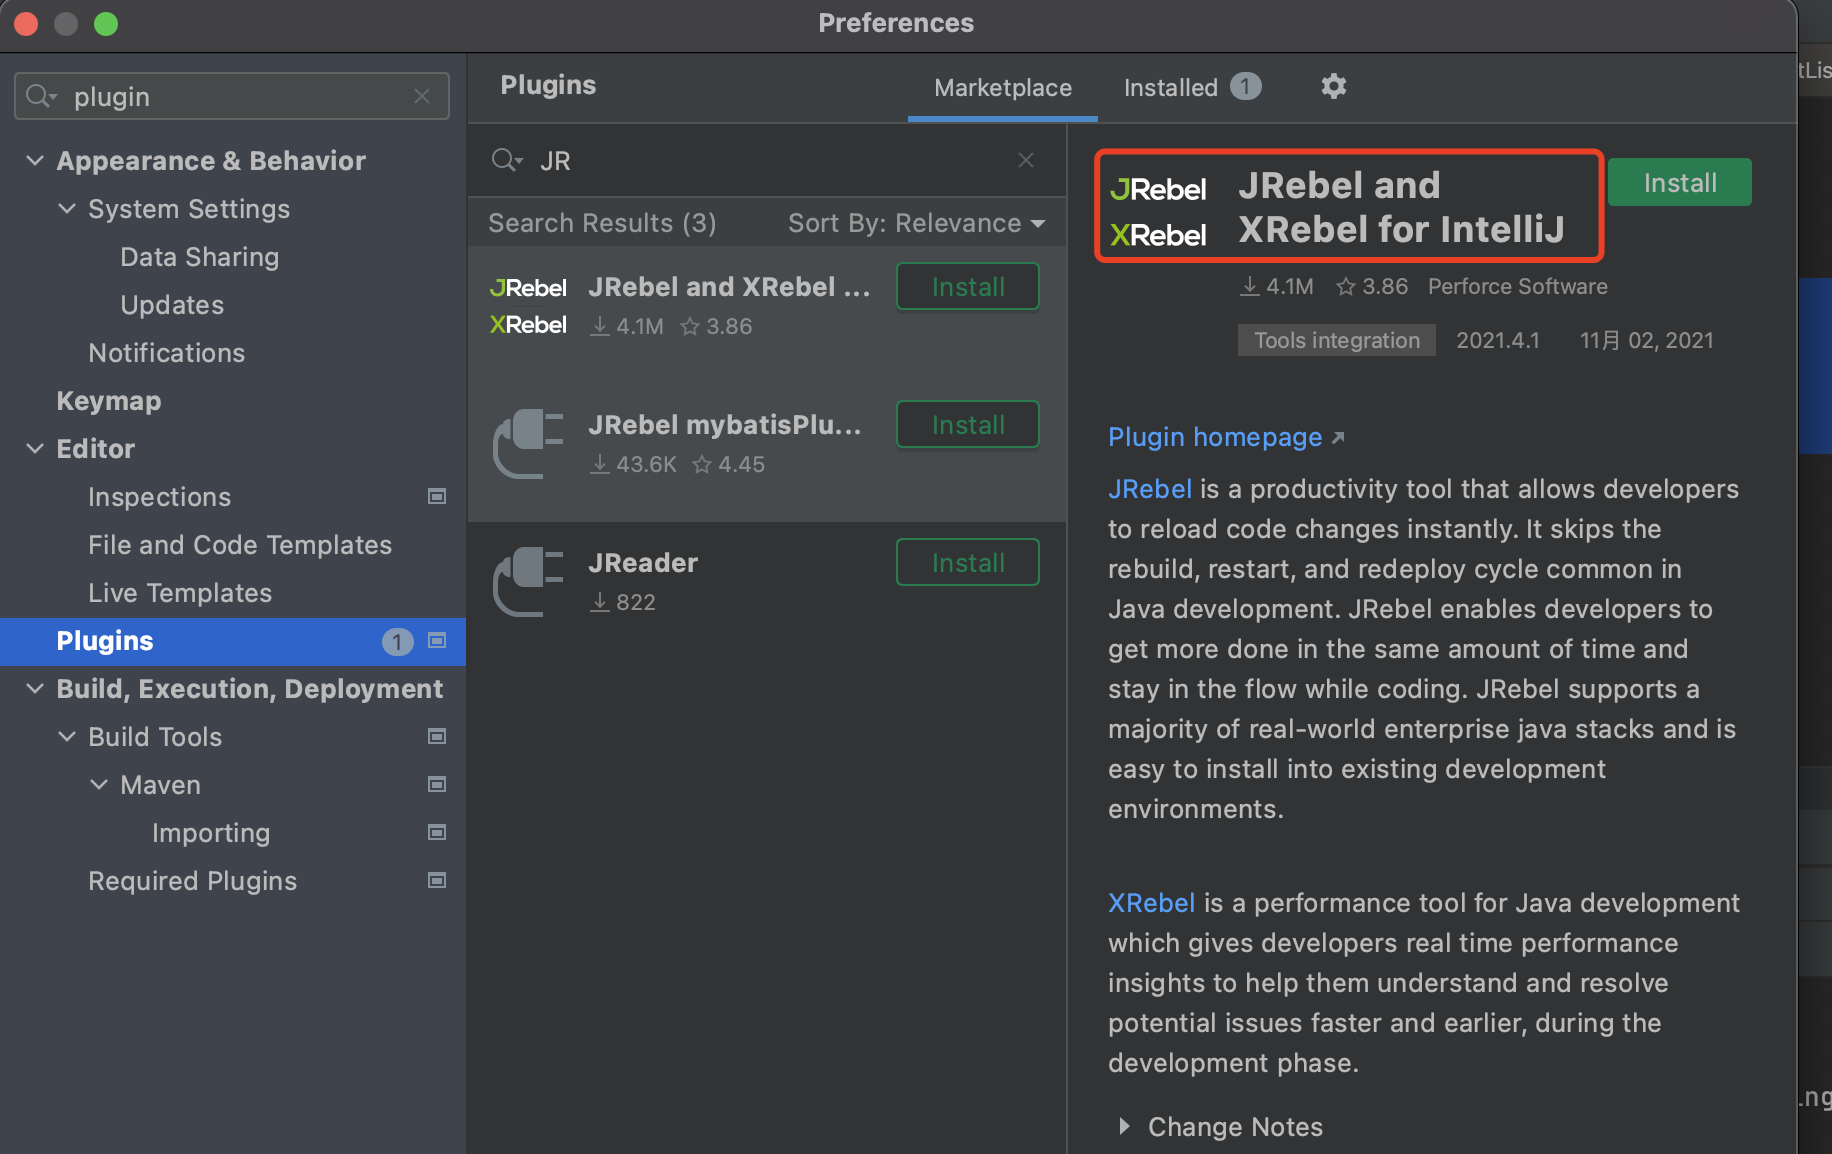 Preferences
plugin
Appearance & Behavior
System Settings
Data Sharing
Updates
Notifications
Keymap
Editor
Inspections
File and Code Templates
Live Templates
Plugins 1
Build, Execution, Deployment
Build Tools
Maven
Importing
Required Plugins
Plugins Marketplace Installed 1
JR
Search Results (3) Sort By: Relevance
JRebel XRebel JRebel and XRebel ... Install
4.1M 3.86
JRebel mybatisPlu... Install
43.6K 4.45
JReader Install
822
JRebel
XRebel
JRebel and
XRebel for IntelliJ
Install
4.1M 3.86 Perforce Software
Tools integration 2021.4.1 11月 02, 2021
Plugin homepage
JRebel is a productivity tool that allows developers
to reload code changes instantly. It skips the
rebuild, restart, and redeploy cycle common in
Java development. JRebel enables developers to
get more done in the same amount of time and
stay in the flow while coding. JRebel supports a
majority of real-world enterprise java stacks and is
easy to install into existing development
environments.
XRebel is a performance tool for Java development
which gives developers real time performance
insights to help them understand and resolve
potential issues faster and earlier, during the
development phase.
Change Notes
tLis